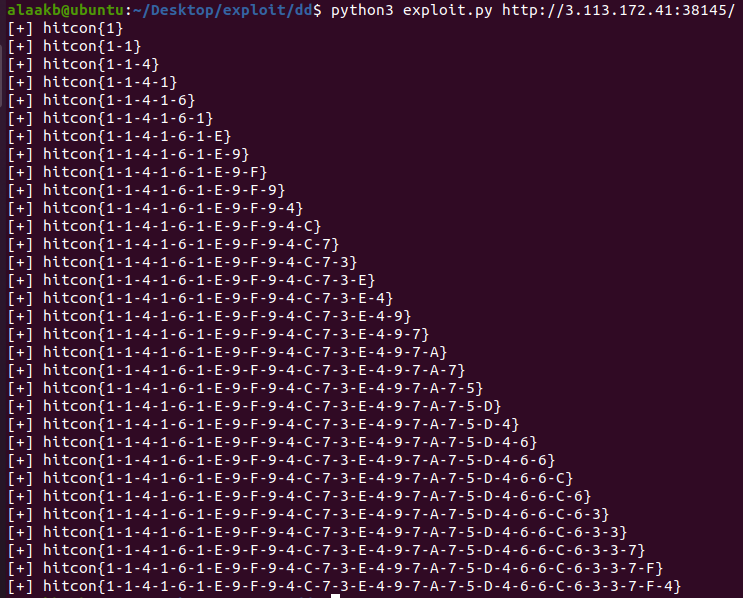 alaakb@ubuntu:~/Desktop/exploit/dd$ python3 exploit.py http://3.113.172.41:38145/
[+] hitcon{1}
[+] hitcon{1-1}
[+] hitcon{1-1-4}
[+] hitcon{1-1-4-1}
[+] hitcon{1-1-4-1-6}
[+] hitcon{1-1-4-1-6-1}
[+] hitcon{1-1-4-1-6-1-E}
[+] hitcon{1-1-4-1-6-1-E-9}
[+] hitcon{1-1-4-1-6-1-E-9-F}
[+] hitcon{1-1-4-1-6-1-E-9-F-9}
[+] hitcon{1-1-4-1-6-1-E-9-F-9-4}
[+] hitcon{1-1-4-1-6-1-E-9-F-9-4-C}
[+] hitcon{1-1-4-1-6-1-E-9-F-9-4-C-7}
[+] hitcon{1-1-4-1-6-1-E-9-F-9-4-C-7-3}
[+] hitcon{1-1-4-1-6-1-E-9-F-9-4-C-7-3-E}
[+] hitcon{1-1-4-1-6-1-E-9-F-9-4-C-7-3-E-4}
[+] hitcon{1-1-4-1-6-1-E-9-F-9-4-C-7-3-E-4-9}
[+] hitcon{1-1-4-1-6-1-E-9-F-9-4-C-7-3-E-4-9-7}
[+] hitcon{1-1-4-1-6-1-E-9-F-9-4-C-7-3-E-4-9-7-A}
[+] hitcon{1-1-4-1-6-1-E-9-F-9-4-C-7-3-E-4-9-7-A-7}
[+] hitcon{1-1-4-1-6-1-E-9-F-9-4-C-7-3-E-4-9-7-A-7-5}
[+] hitcon{1-1-4-1-6-1-E-9-F-9-4-C-7-3-E-4-9-7-A-7-5-D}
[+] hitcon{1-1-4-1-6-1-E-9-F-9-4-C-7-3-E-4-9-7-A-7-5-D-4}
[+] hitcon{1-1-4-1-6-1-E-9-F-9-4-C-7-3-E-4-9-7-A-7-5-D-4-6}
[+] hitcon{1-1-4-1-6-1-E-9-F-9-4-C-7-3-E-4-9-7-A-7-5-D-4-6-6}
[+] hitcon{1-1-4-1-6-1-E-9-F-9-4-C-7-3-E-4-9-7-A-7-5-D-4-6-6-C}
[+] hitcon{1-1-4-1-6-1-E-9-F-9-4-C-7-3-E-4-9-7-A-7-5-D-4-6-6-C-6}
[+] hitcon{1-1-4-1-6-1-E-9-F-9-4-C-7-3-E-4-9-7-A-7-5-D-4-6-6-C-6-3}
[+] hitcon{1-1-4-1-6-1-E-9-F-9-4-C-7-3-E-4-9-7-A-7-5-D-4-6-6-C-6-3-3}
[+] hitcon{1-1-4-1-6-1-E-9-F-9-4-C-7-3-E-4-9-7-A-7-5-D-4-6-6-C-6-3-3-7}
[+] hitcon{1-1-4-1-6-1-E-9-F-9-4-C-7-3-E-4-9-7-A-7-5-D-4-6-6-C-6-3-3-7-F}
[+] hitcon{1-1-4-1-6-1-E-9-F-9-4-C-7-3-E-4-9-7-A-7-5-D-4-6-6-C-6-3-3-7-F-4}